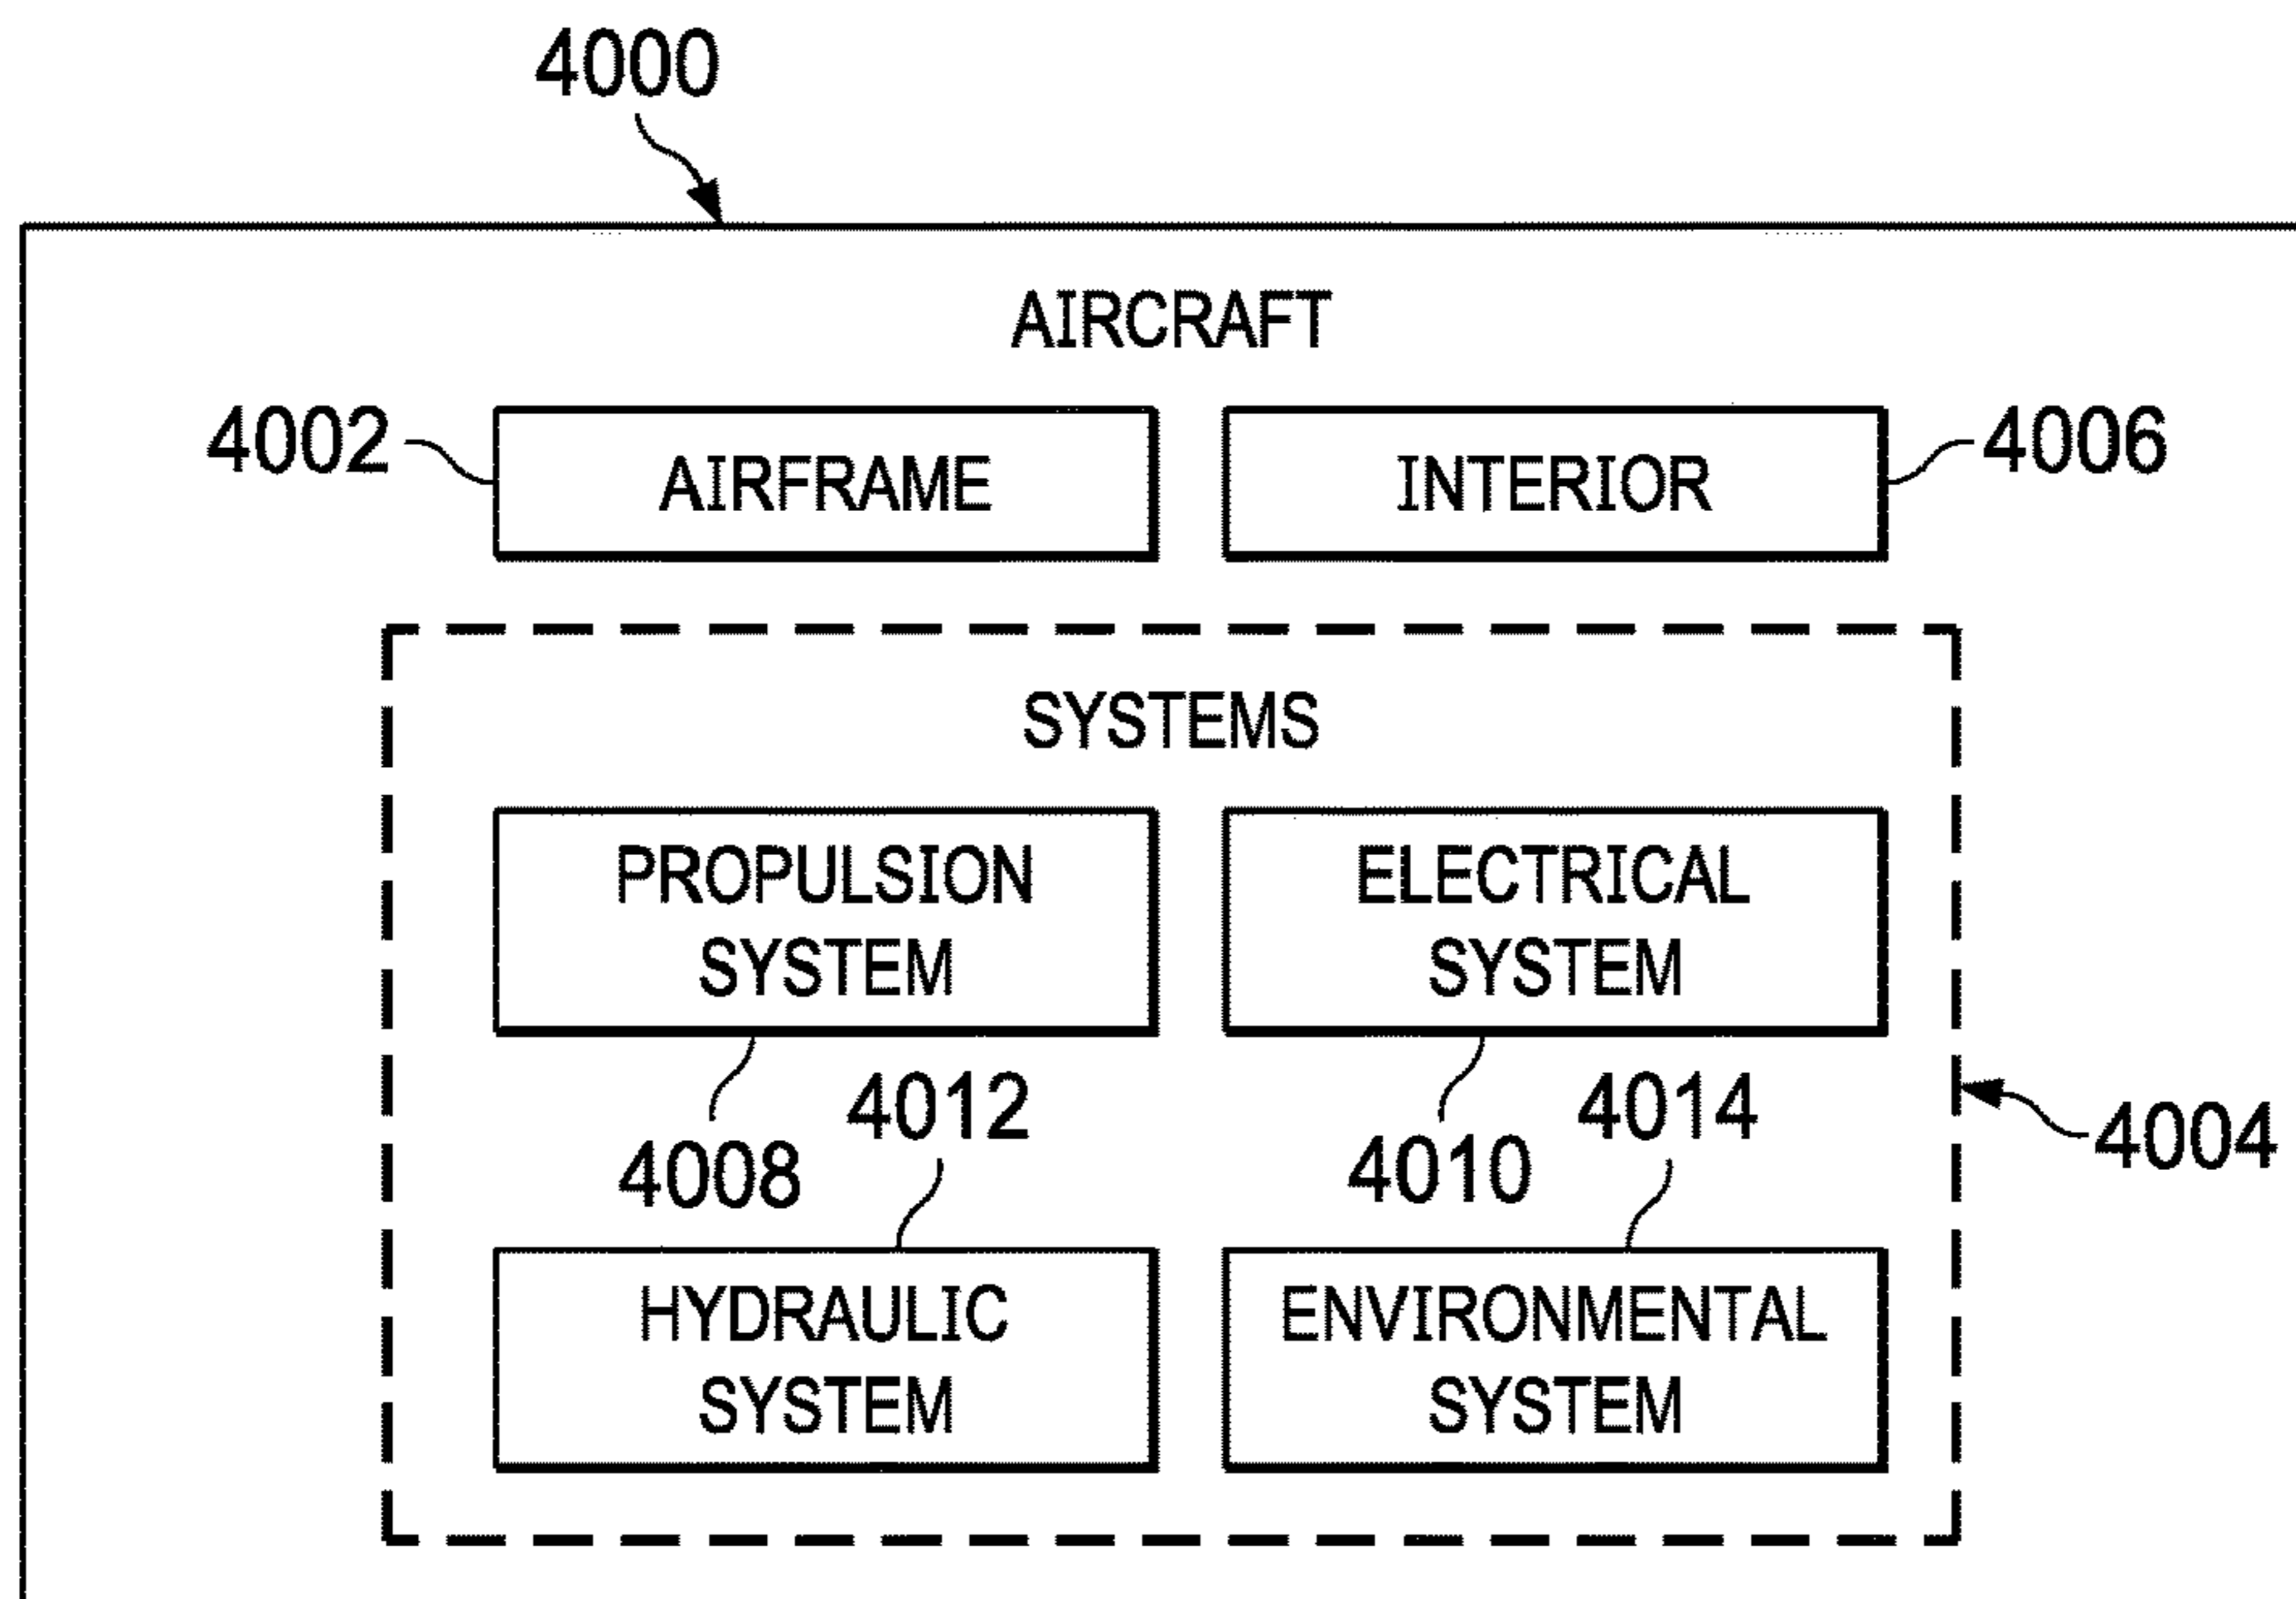 4000
AIRCRAFT
4002
AIRFRAME
INTERIOR
4006
SYSTEMS
PROPULSION
SYSTEM
ELECTRICAL
SYSTEM
4008
4012
4010
4014
4004
HYDRAULIC
SYSTEM
ENVIRONMENTAL
SYSTEM